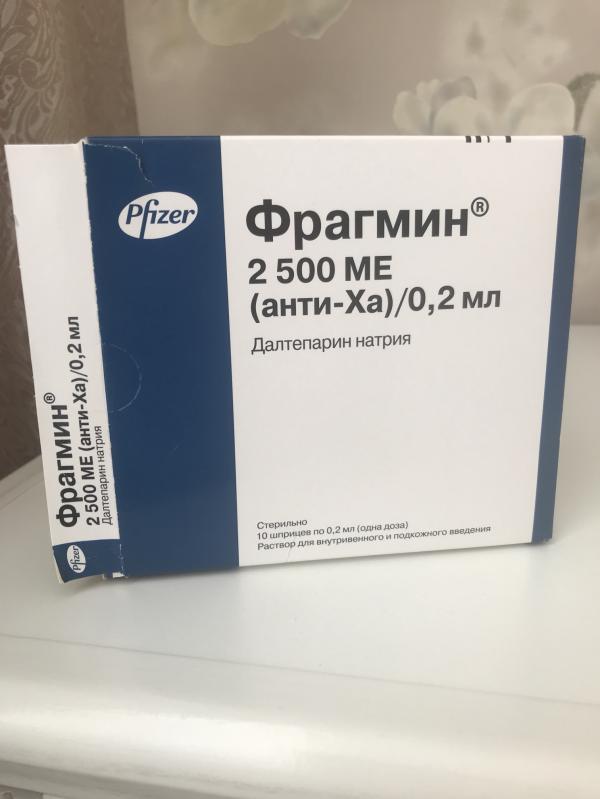 Pfizer
Фрагмин®
2 500 МЕ
(анти-Ха)/0,2 мл
Далтепарин натрия
Стерильно
10 шприцев по 0,2 мл (одна доза)
Раствор для внутривенного и подкожного введения
Фрагмин®
2 500 МЕ (анти-Ха)/0,2 мл
Далтепарин натрия
Pfizer